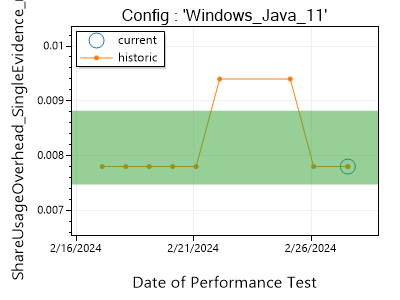 Config : 'Windows_Java_11'
ShareUsageOverhead_SingleEvidence_
current
historic
0.01
0.009
0.008
0.007
2/16/2024
2/21/2024
2/26/2024
Date of Performance Test